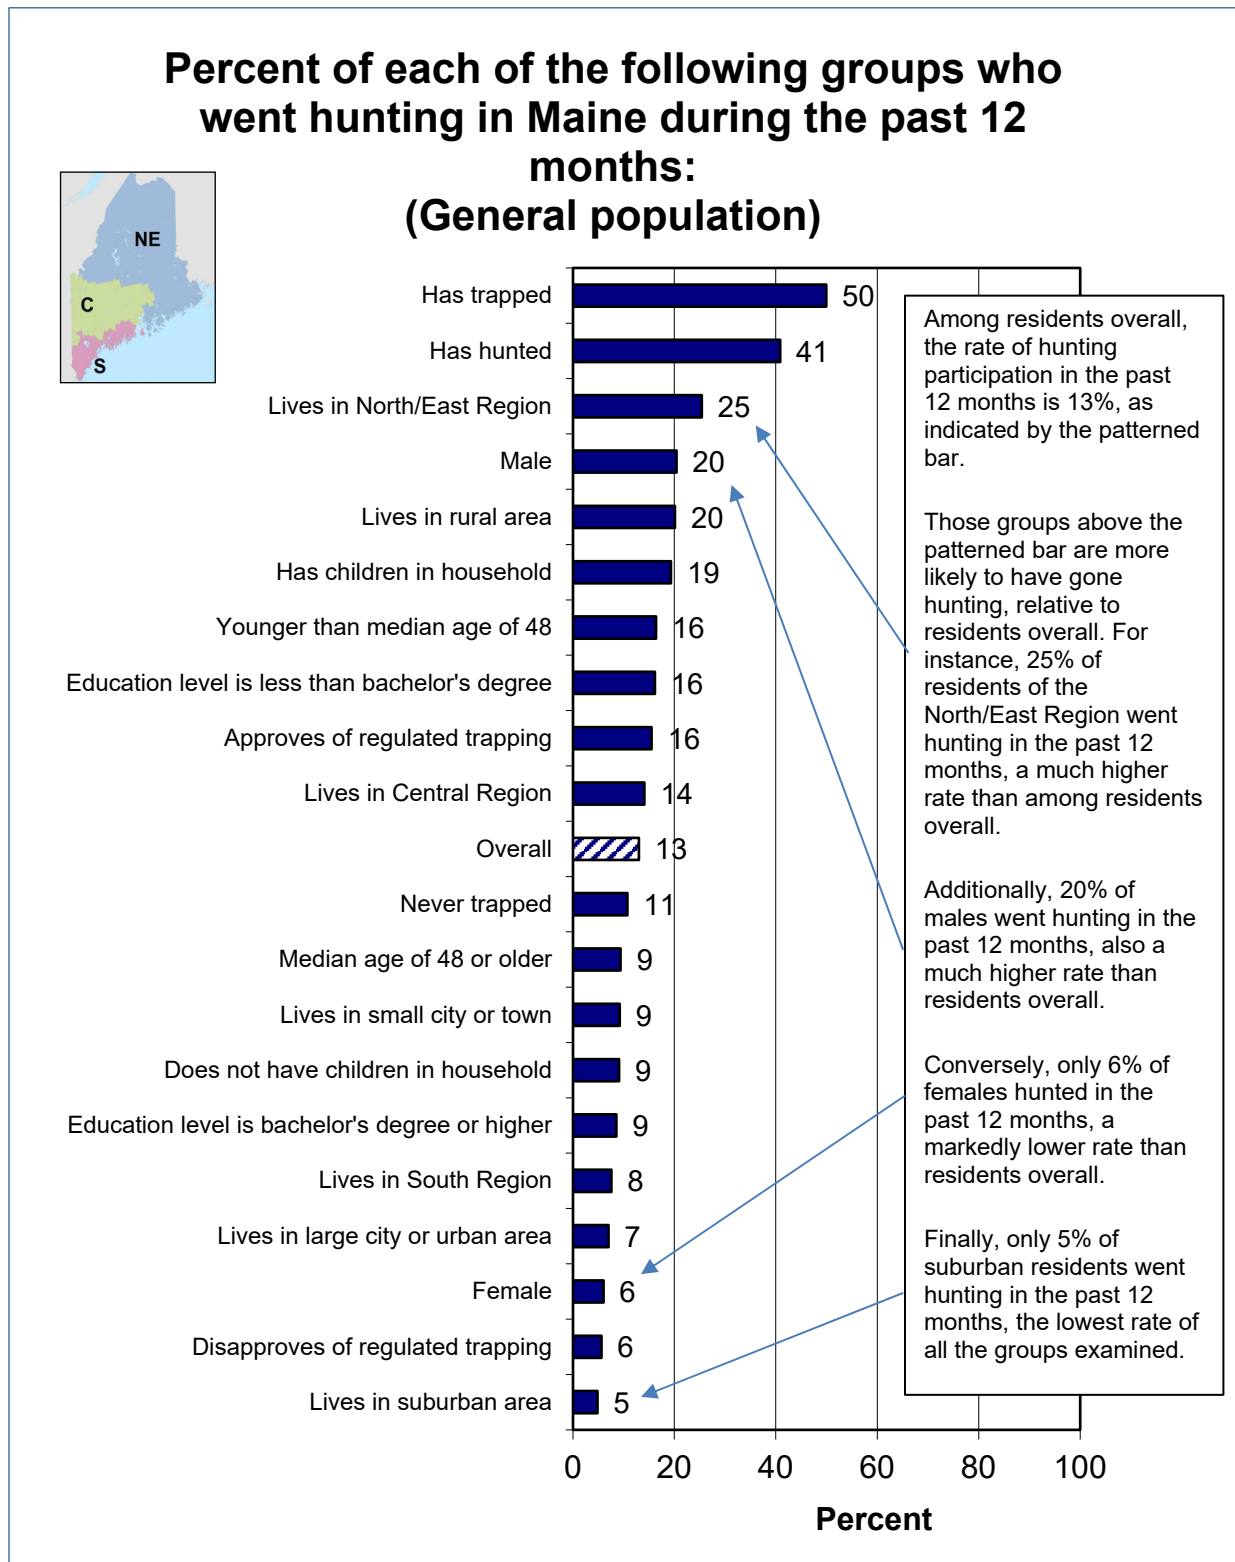 Percent of each of the following groups who
went hunting in Maine during the past 12
months:
(General population)
NE
C
S
Has trapped 50
Has hunted 41
Lives in North/East Region 25
Male 20
Lives in rural area 20
Has children in household 19
Younger than median age of 48 16
Education level is less than bachelor's degree 16
Approves of regulated trapping 16
Lives in Central Region 14
Overall 13
Never trapped 11
Median age of 48 or older 9
Lives in small city or town 9
Does not have children in household 9
Education level is bachelor's degree or higher 9
Lives in South Region 8
Lives in large city or urban area 7
Female 6
Disapproves of regulated trapping 6
Lives in suburban area 5
0 20 40 60 80 100
Percent
Among residents overall,
the rate of hunting
participation in the past
12 months is 13%, as
indicated by the patterned
bar.
Those groups above the
patterned bar are more
likely to have gone
hunting, relative to
residents overall. For
instance, 25% of
residents of the
North/East Region went
hunting in the past 12
months, a much higher
rate than among residents
overall.
Additionally, 20% of
males went hunting in the
past 12 months, also a
much higher rate than
residents overall.
Conversely, only 6% of
females hunted in the
past 12 months, a
markedly lower rate than
residents overall.
Finally, only 5% of
suburban residents went
hunting in the past 12
months, the lowest rate of
all the groups examined.